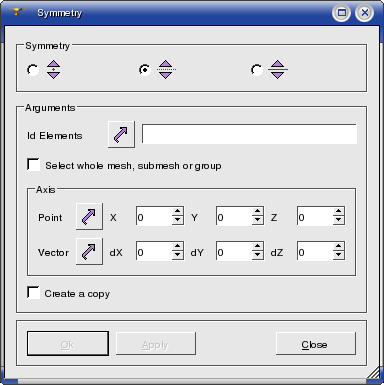 Symmetry
Symmetry
Arguments
Id Elements
Select whole mesh, submesh or group
Axis
Point X 0 Y 0 Z 0
Vector dX 0 dY 0 dZ 0
Create a copy
Ok Apply Close